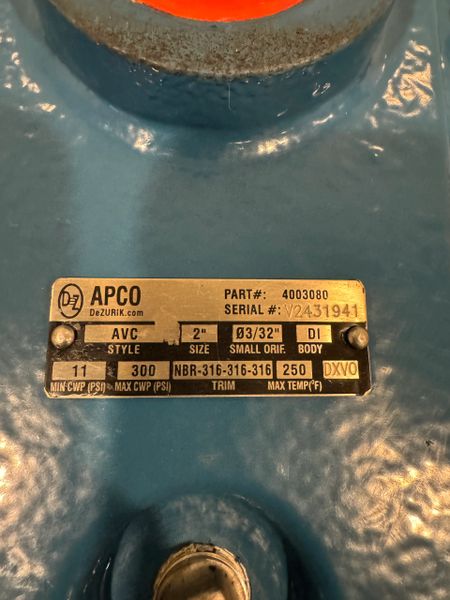 DZ APCO PART#: 4003080
DeZURIK.com SERIAL #: V2431941
AVC 2" Ø3/32" DI
STYLE SIZE SMALL ORIF. BODY
11 300 NBR-316-316-316 250 DXVO
MIN CWP (PSI) MAX CWP (PSI) TRIM MAX TEMP(°F)